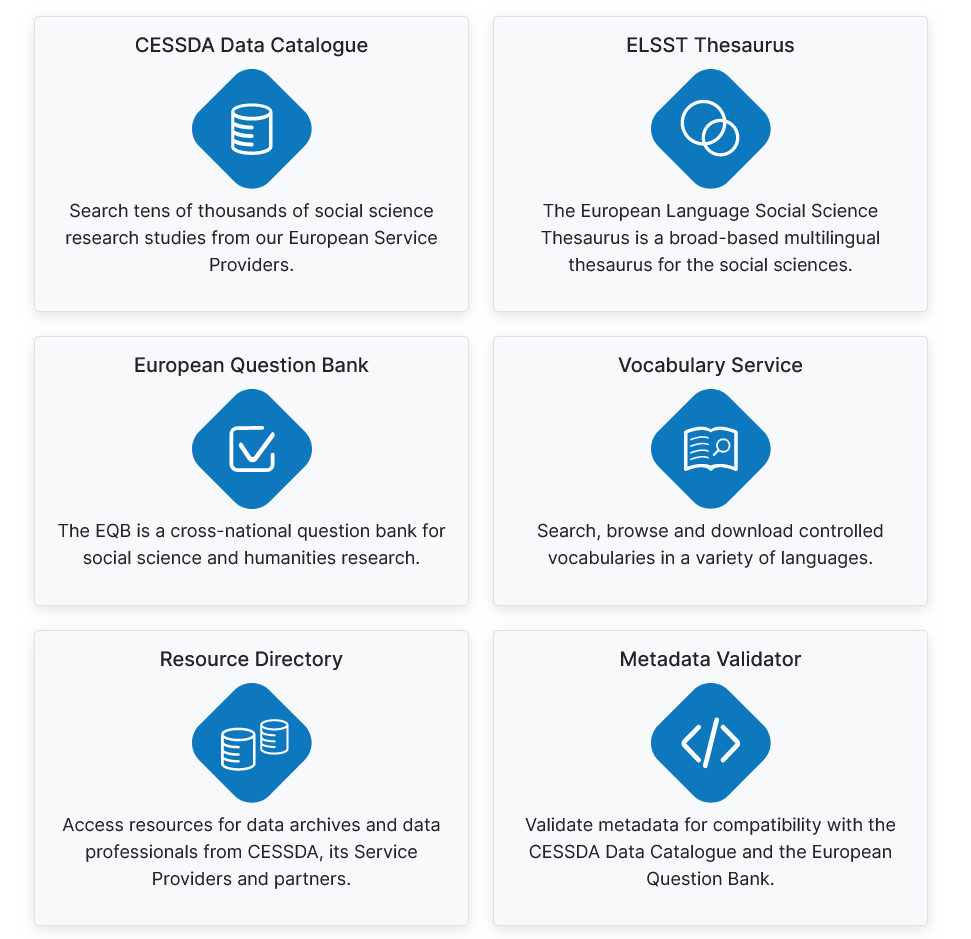 CESSDA Data Catalogue
Search tens of thousands of social science
research studies from our European Service
Providers.
ELSST Thesaurus
The European Language Social Science
Thesaurus is a broad-based multilingual
thesaurus for the social sciences.
European Question Bank
The EQB is a cross-national question bank for
social science and humanities research.
Vocabulary Service
Search, browse and download controlled
vocabularies in a variety of languages.
Resource Directory
Access resources for data archives and data
professionals from CESSDA, its Service
Providers and partners.
Metadata Validator
Validate metadata for compatibility with the
CESSDA Data Catalogue and the European
Question Bank.